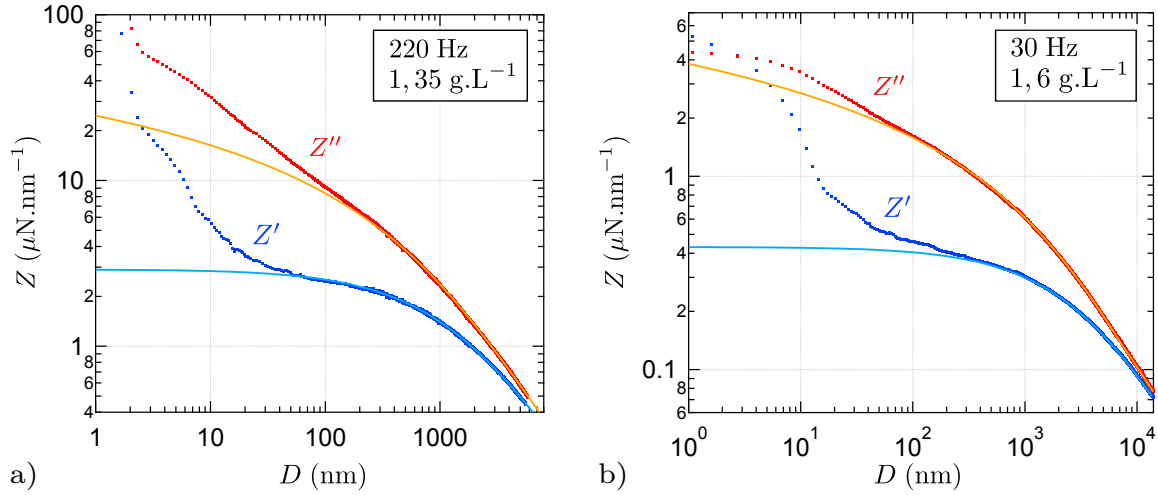 100
8
6
4
2
10
8
6
4
2
1
8
6
4
1
10
100
1000
Z (μN.nm⁻¹)
D (nm)
220 Hz
1, 35 g.L⁻¹
Z''
Z'
a)
6
4
2
1
8
6
4
2
0.1
8
6
10⁰
10¹
10²
10³
10⁴
Z (μN.nm⁻¹)
D (nm)
30 Hz
1, 6 g.L⁻¹
Z''
Z'
b)